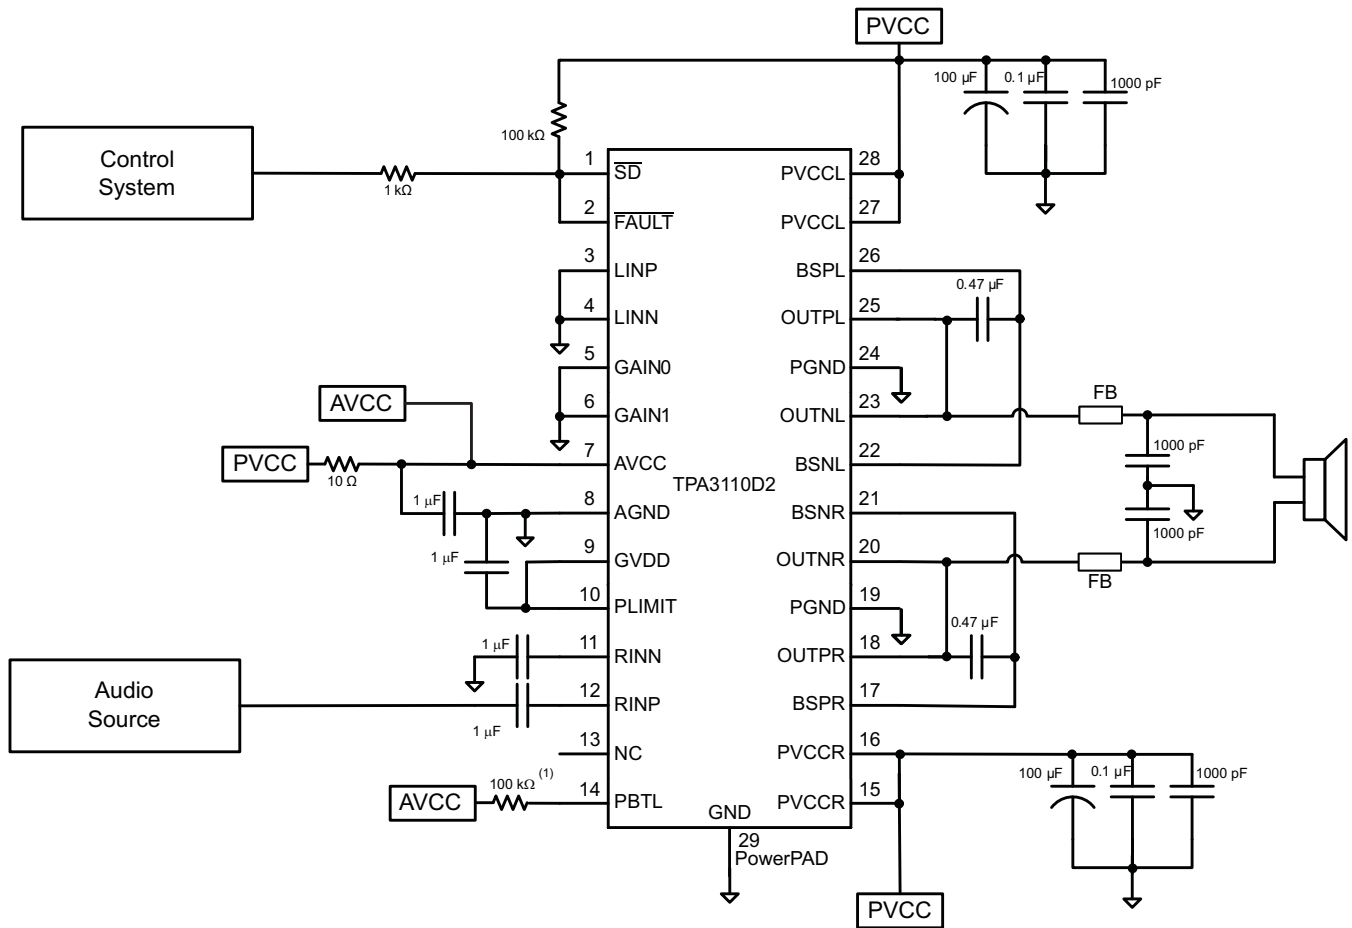 PVCC
100 µF
0.1 µF
1000 pF
Control
System
1 kΩ
100 kΩ
1
SD
28
PVCCL
2
FAULT
27
PVCCL
3
LINP
26
BSPL
0.47 µF
4
LINN
25
OUTPL
5
GAIN0
24
PGND
AVCC
6
GAIN1
23
OUTNL
FB
PVCC
10 Ω
7
AVCC
22
BSNL
1000 pF
TPA3110D2
1 µF
8
AGND
21
BSNR
1000 pF
1 µF
9
GVDD
20
OUTNR
FB
10
PLIMIT
19
PGND
0.47 µF
1 µF
11
RINN
18
OUTPR
Audio
Source
1 µF
12
RINP
17
BSPR
13
NC
16
PVCCR
100 µF
0.1 µF
1000 pF
AVCC
100 kΩ (1)
14
PBTL
15
PVCCR
GND
29
PowerPAD
PVCC